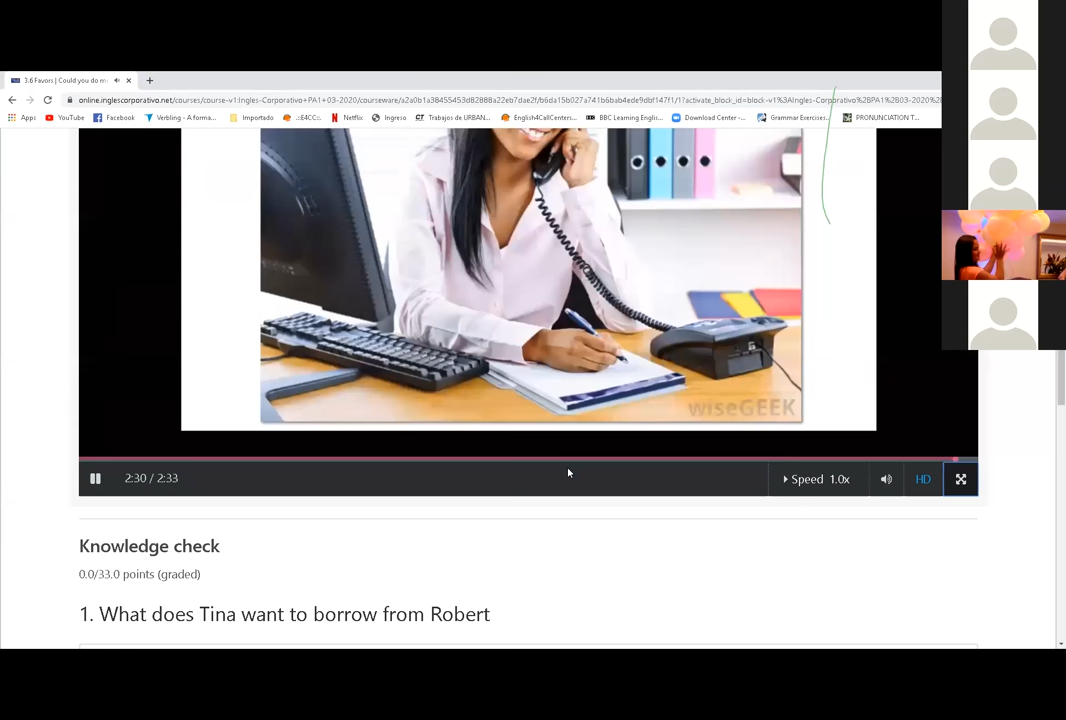 3.6 Favors | Could you do m
online.inglescorporativo.net/courses/course-v1:Ingles-Corporativo+PA1+03-2020/courseware/a2a0b1a38455453d82888a22eb7dae2f/b6da15b027a741b6bab4ede9dbf147f1/1?activate_block_id=block-v1%3AIngles-Corporativo%2BPA1%2B03-2020%2
Apps YouTube Facebook Verbling - A forma... Importado .::E4CC::. Netflix Ingreso Trabajos de URBAN... English4CallCenters... BBC Learning Englis... Download Center -... Grammar Exercises... PRONUNCIATION T...
wiseGEEK
2:30 / 2:33 Speed 1.0x HD
Knowledge check
0.0/33.0 points (graded)
1. What does Tina want to borrow from Robert